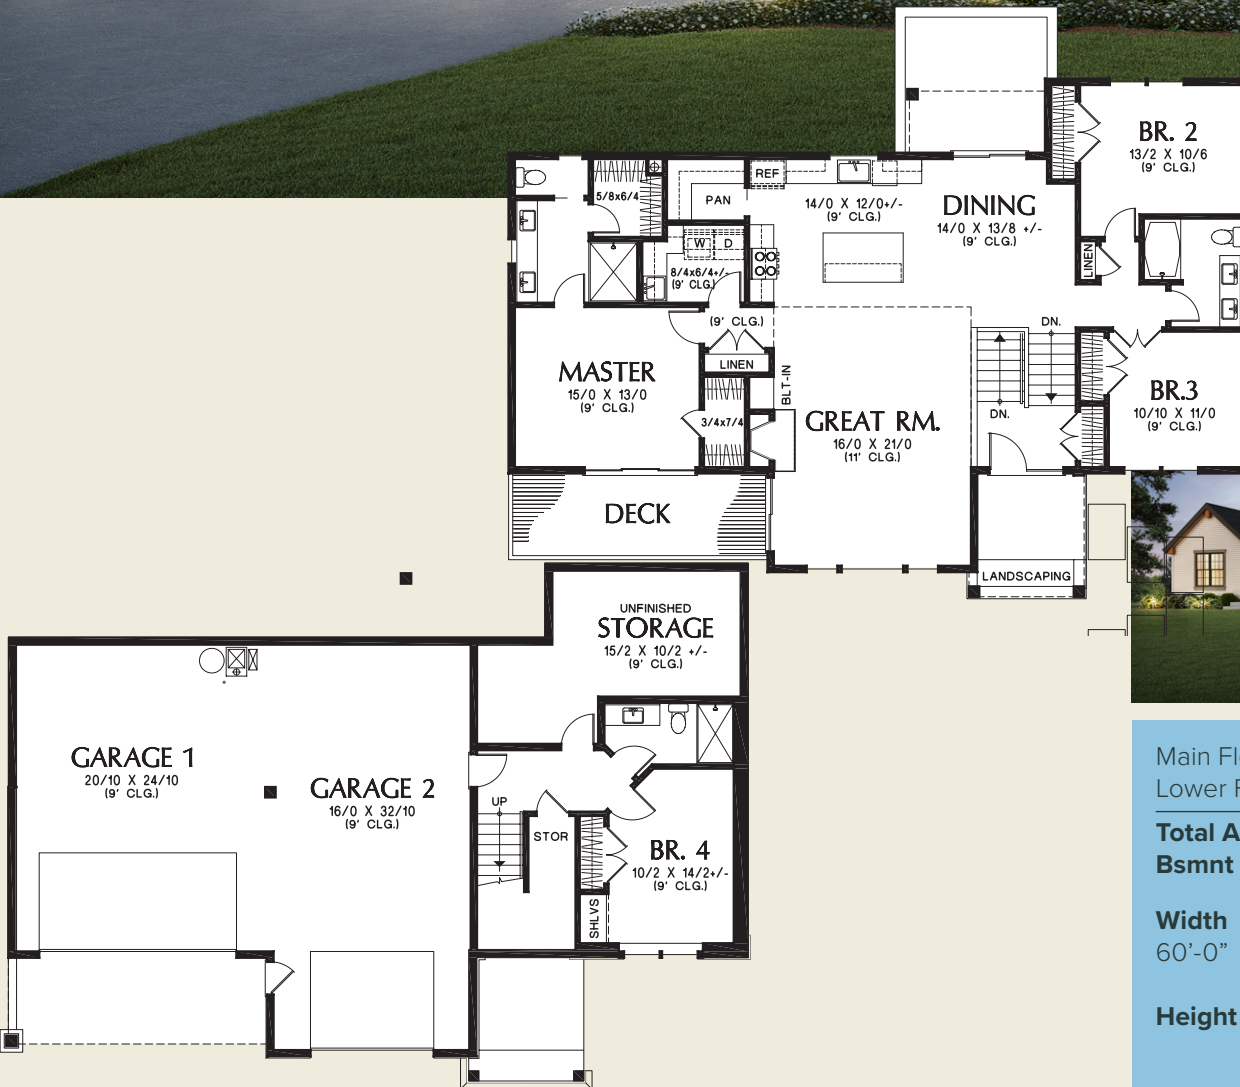 BR. 2
13/2 X 10/6
(9' CLG.)
5/8x6/4
PAN
REF
14/0 X 12/0+/-
(9' CLG.)
DINING
14/0 X 13/8 +/-
(9' CLG.)
W D
8/4x6/4+/-
(9' CLG.)
LINEN
(9' CLG.)
LINEN
DN.
DN.
MASTER
15/0 X 13/0
(9' CLG.)
BLT-IN
3/4x7/4
GREAT RM.
16/0 X 21/0
(11' CLG.)
BR.3
10/10 X 11/0
(9' CLG.)
DECK
LANDSCAPING
UNFINISHED
STORAGE
15/2 X 10/2 +/-
(9' CLG.)
GARAGE 1
20/10 X 24/10
(9' CLG.)
GARAGE 2
16/0 X 32/10
(9' CLG.)
UP
STOR
BR. 4
10/2 X 14/2+/-
(9' CLG.)
SHLVS
Main Fl
Lower F
Total A
Bsmnt
Width
60'-0"
Height